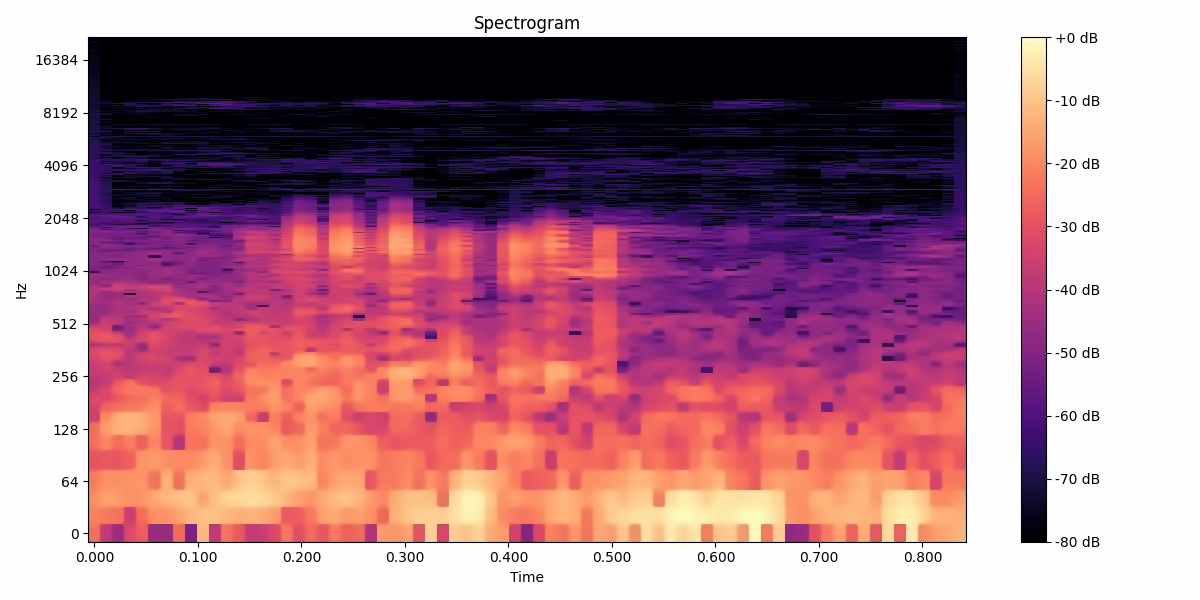 Spectrogram
16384
8192
4096
2048
1024
512
256
128
64
0
Hz
0.000
0.100
0.200
0.300
0.400
0.500
0.600
0.700
0.800
Time
+0 dB
-10 dB
-20 dB
-30 dB
-40 dB
-50 dB
-60 dB
-70 dB
-80 dB